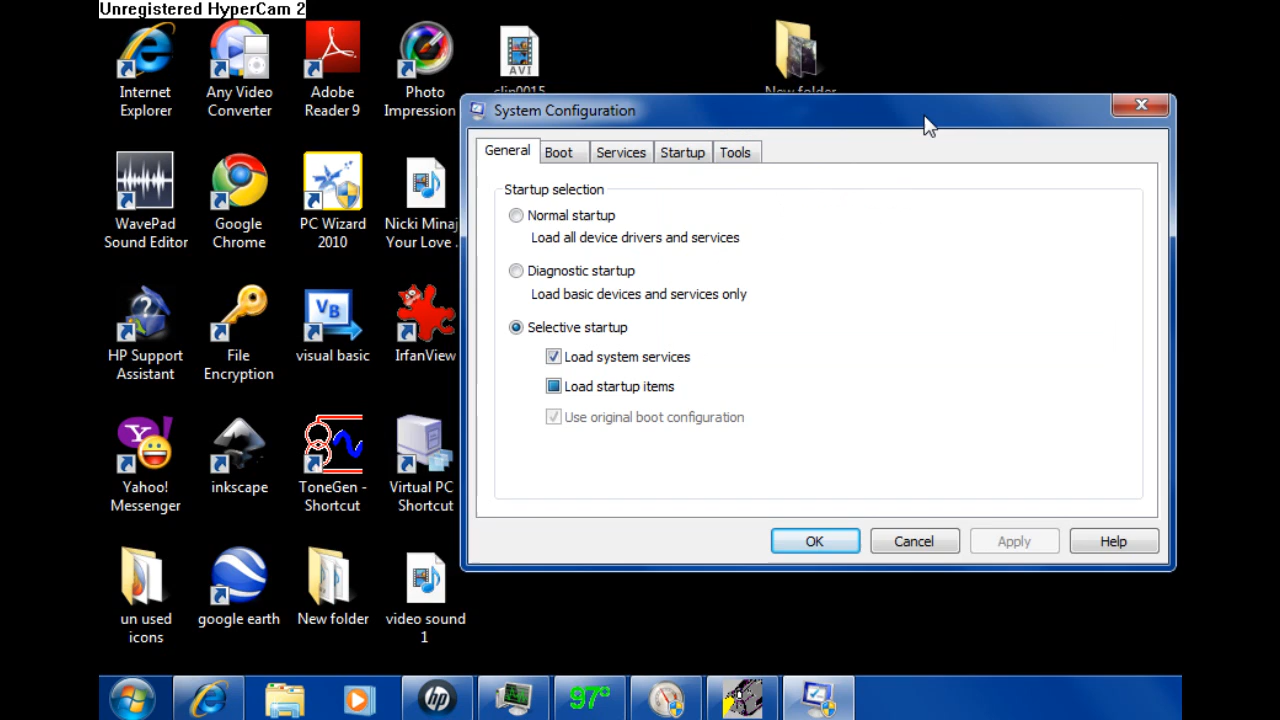 Unregistered HyperCam 2
Internet
Explorer
Any Video
Converter
Adobe
Reader 9
Photo
Impression
AVI
clip0015
New folder
System Configuration
General
Boot
Services
Startup
Tools
Startup selection
Normal startup
Load all device drivers and services
Diagnostic startup
Load basic devices and services only
Selective startup
Load system services
Load startup items
Use original boot configuration
OK
Cancel
Apply
Help
WavePad
Sound Editor
Google
Chrome
PC Wizard
2010
Nicki Minaj
Your Love .
HP Support
Assistant
File
Encryption
VB
visual basic
IrfanView
Yahoo!
Messenger
inkscape
ToneGen -
Shortcut
Virtual PC
Shortcut
un used
icons
google earth
New folder
video sound
1
hp
97°